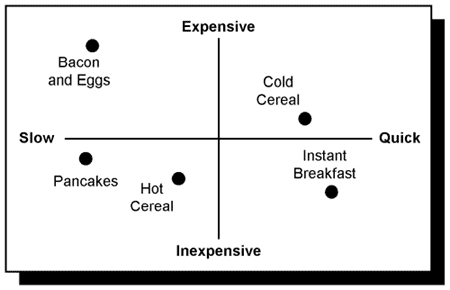 Expensive
Bacon
and Eggs
Cold
Cereal
Slow
Quick
Pancakes
Hot
Cereal
Instant
Breakfast
Inexpensive